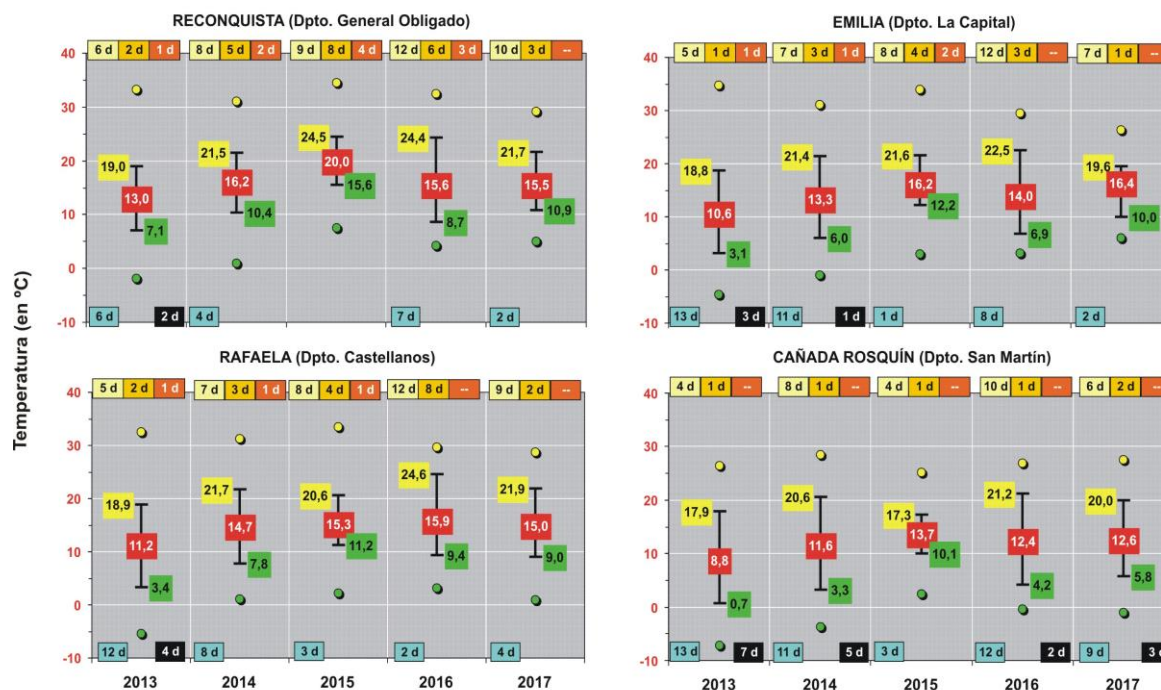 RECONQUISTA (Dpto. General Obligado)
6 d 2 d 1 d 8 d 5 d 2 d 9 d 8 d 4 d 12 d 6 d 3 d 10 d 3 d --
40
30
20
10
0
-10
19,0 13,0 7,1
21,5 16,2 10,4
24,5 20,0 15,6
24,4 15,6 8,7
21,7 15,5 10,9
6 d 2 d 4 d 7 d 2 d
EMILIA (Dpto. La Capital)
5 d 1 d 1 d 7 d 3 d 1 d 8 d 4 d 2 d 12 d 3 d -- 7 d 1 d --
40
30
20
10
0
-10
18,8 10,6 3,1
21,4 13,3 6,0
21,6 16,2 12,2
22,5 14,0 6,9
19,6 16,4 10,0
13 d 3 d 11 d 1 d 1 d 8 d 2 d
Temperatura (en ºC)
RAFAELA (Dpto. Castellanos)
5 d 2 d 1 d 7 d 3 d 1 d 8 d 4 d 1 d 12 d 8 d -- 9 d 2 d --
40
30
20
10
0
-10
18,9 11,2 3,4
21,7 14,7 7,8
20,6 15,3 11,2
24,6 15,9 9,4
21,9 15,0 9,0
12 d 4 d 8 d 3 d 2 d 4 d
2013 2014 2015 2016 2017
CAÑADA ROSQUÍN (Dpto. San Martín)
4 d 1 d -- 8 d 1 d -- 4 d 1 d -- 10 d 1 d -- 6 d 2 d --
40
30
20
10
0
-10
17,9 8,8 0,7
20,6 11,6 3,3
17,3 13,7 10,1
21,2 12,4 4,2
20,0 12,6 5,8
13 d 7 d 11 d 5 d 3 d 12 d 2 d 9 d 3 d
2013 2014 2015 2016 2017